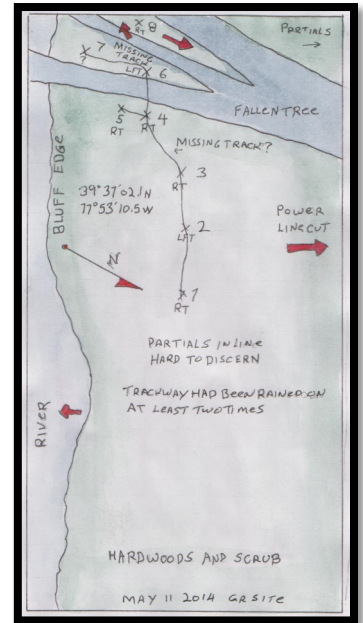 8
RT
PARTIALS
7
?
MISSING
TRACK
LFT
6
FALLEN TREE
5
RT
4
RT
MISSING TRACK?
3
RT
BLUFF EDGE
39° 37' 02.1N
77° 53' 10.5 W
POWER
LINE CUT
2
LFT
N
1
RT
PARTIALS IN LINE
HARD TO DISCERN
TRACKWAY HAD BEEN RAINED ON
AT LEAST TWO TIMES
RIVER
HARDWOODS AND SCRUB
MAY 11 2014 GR SITE